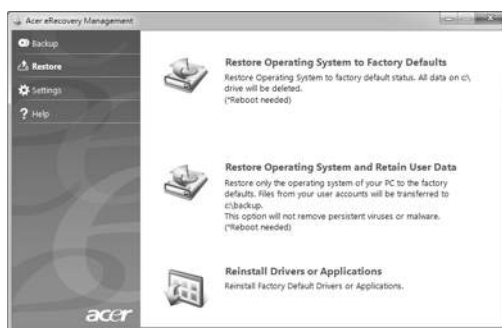 Acer eRecovery Management
Backup
Restore
Settings
Help
acer
Restore Operating System to Factory Defaults
Restore Operating System to factory default status. All data on c:\
drive will be deleted.
(*Reboot needed)
Restore Operating System and Retain User Data
Restore only the operating system of your PC to the factory
defaults. Files from your user accounts will be transferred to
c:\backup.
This option will not remove persistent viruses or malware.
(*Reboot needed)
Reinstall Drivers or Applications
Reinstall Factory Default Drivers or Applications.